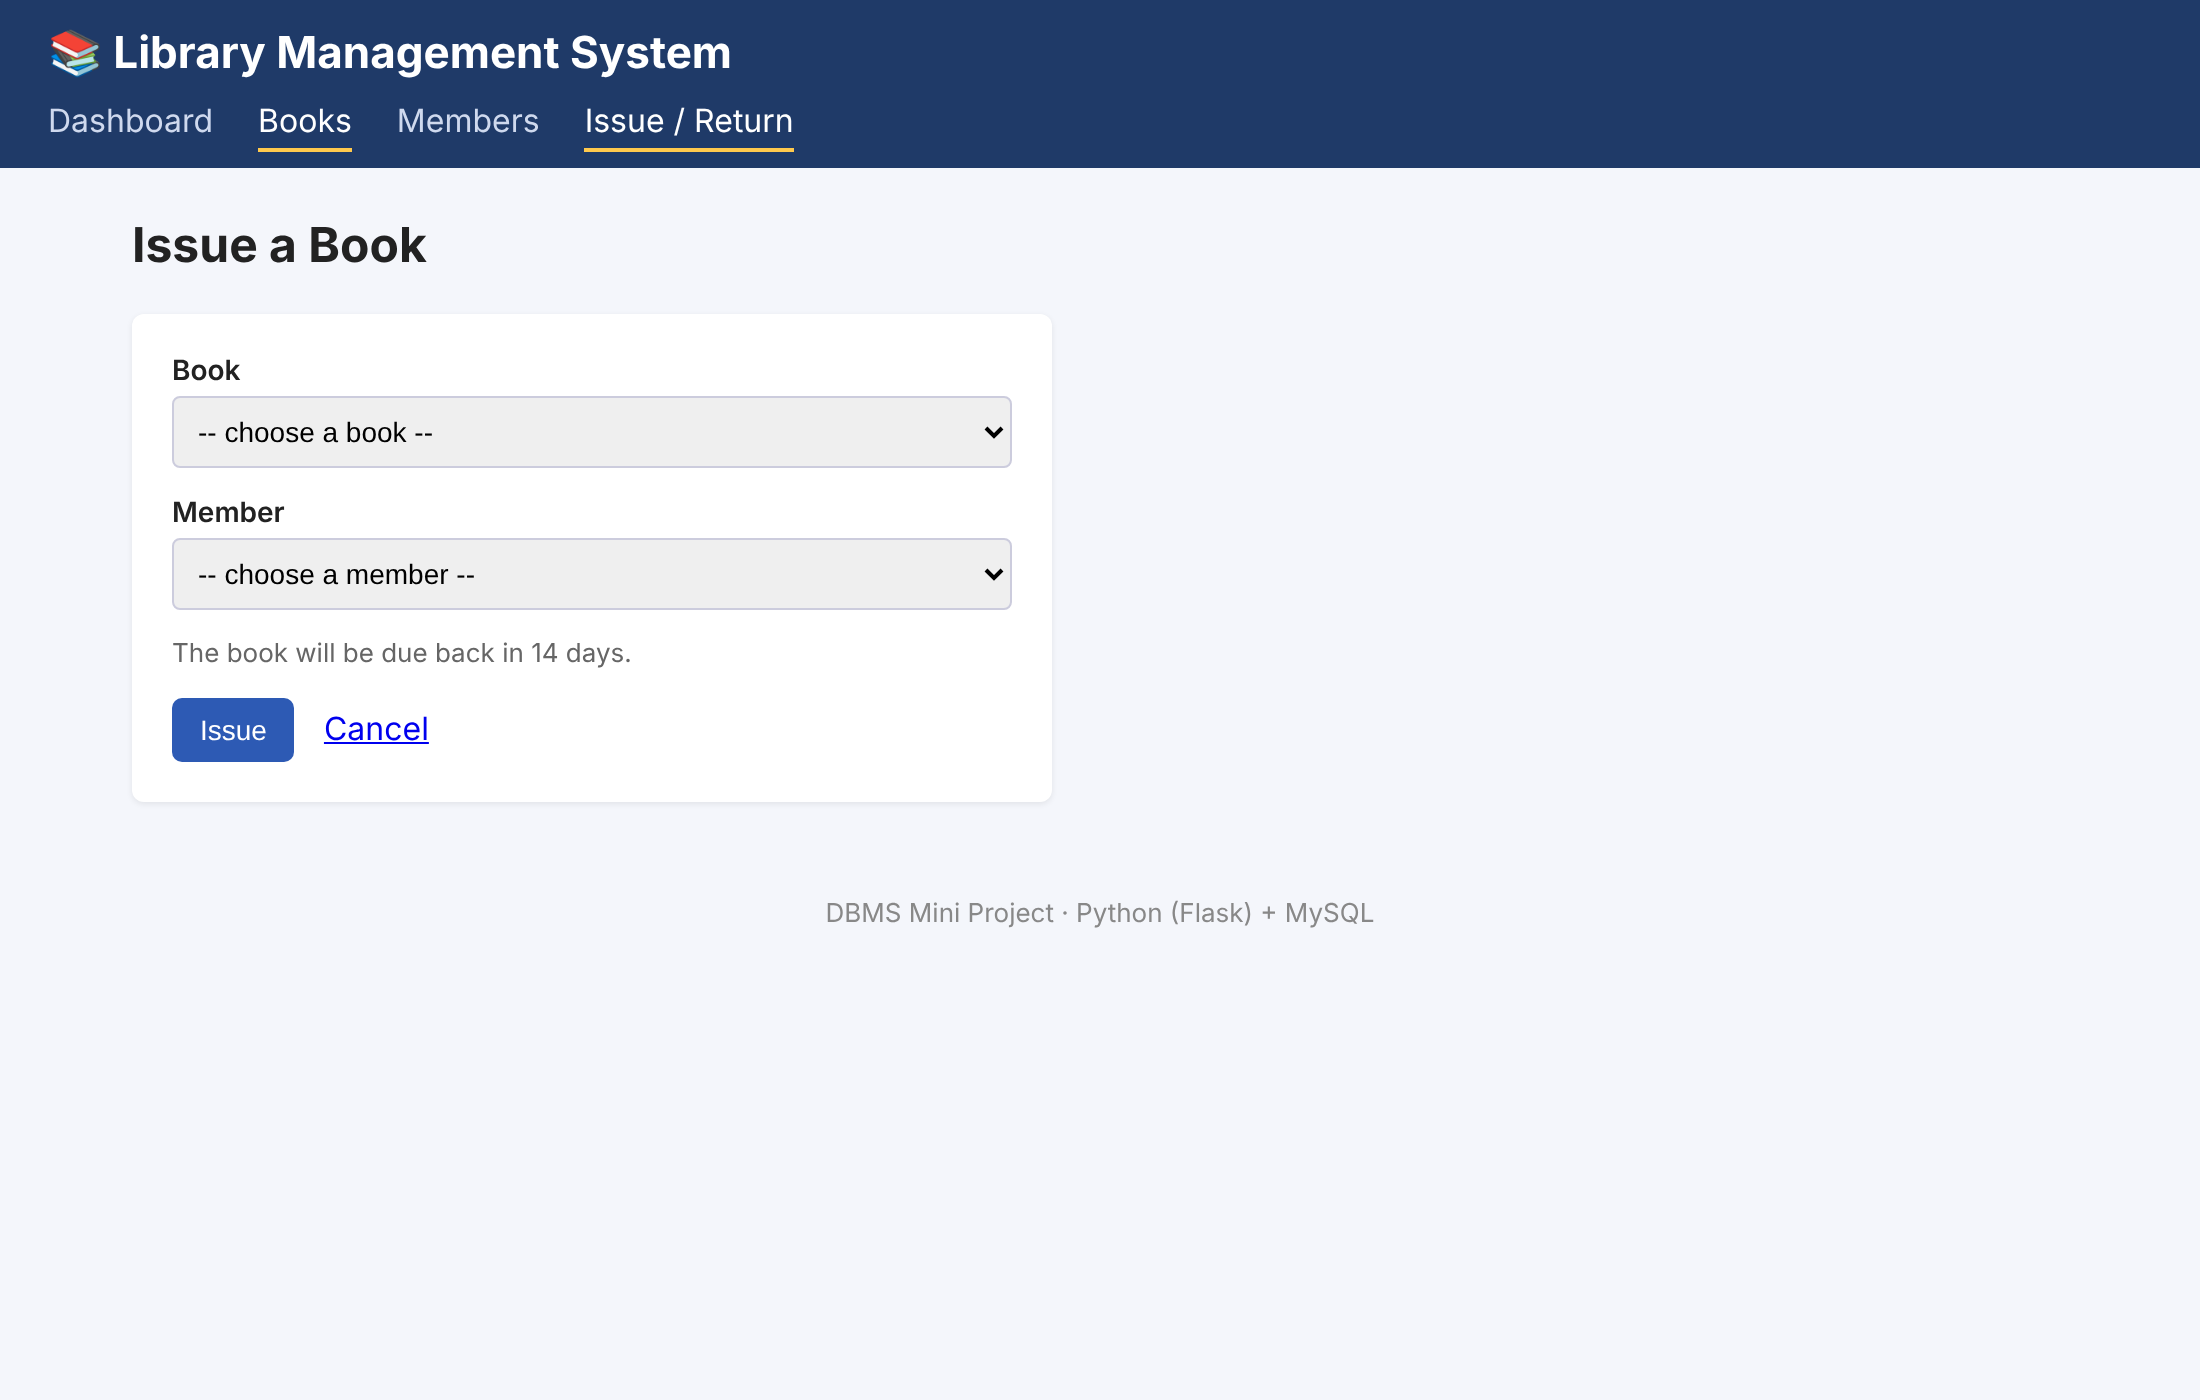 Library Management System
Dashboard Books Members Issue / Return
Issue a Book
Book
-- choose a book --
Member
-- choose a member --
The book will be due back in 14 days.
Issue Cancel
DBMS Mini Project · Python (Flask) + MySQL